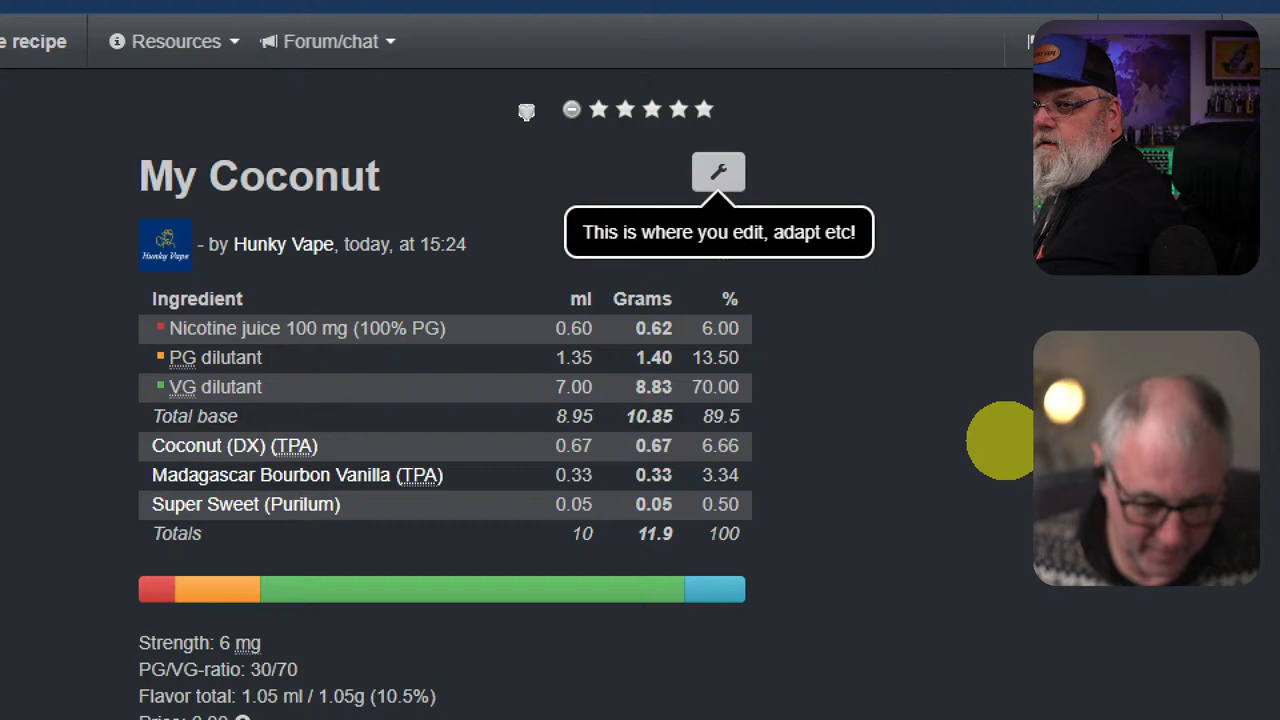 e recipe Resources Forum/chat
My Coconut
This is where you edit, adapt etc!
Hunky Vape
- by Hunky Vape, today, at 15:24
Ingredient ml Grams %
Nicotine juice 100 mg (100% PG) 0.60 0.62 6.00
PG dilutant 1.35 1.40 13.50
VG dilutant 7.00 8.83 70.00
Total base 8.95 10.85 89.5
Coconut (DX) (TPA) 0.67 0.67 6.66
Madagascar Bourbon Vanilla (TPA) 0.33 0.33 3.34
Super Sweet (Purilum) 0.05 0.05 0.50
Totals 10 11.9 100
Strength: 6 mg
PG/VG-ratio: 30/70
Flavor total: 1.05 ml / 1.05g (10.5%)